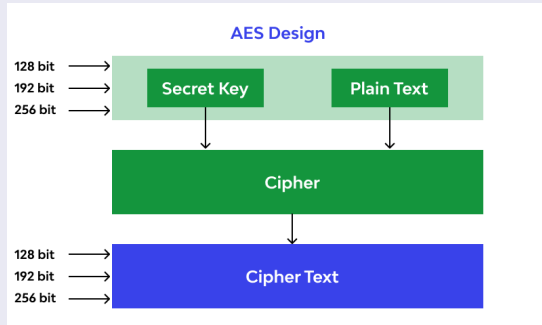 AES Design
128 bit
192 bit
256 bit
Secret Key
Plain Text
Cipher
128 bit
192 bit
256 bit
Cipher Text